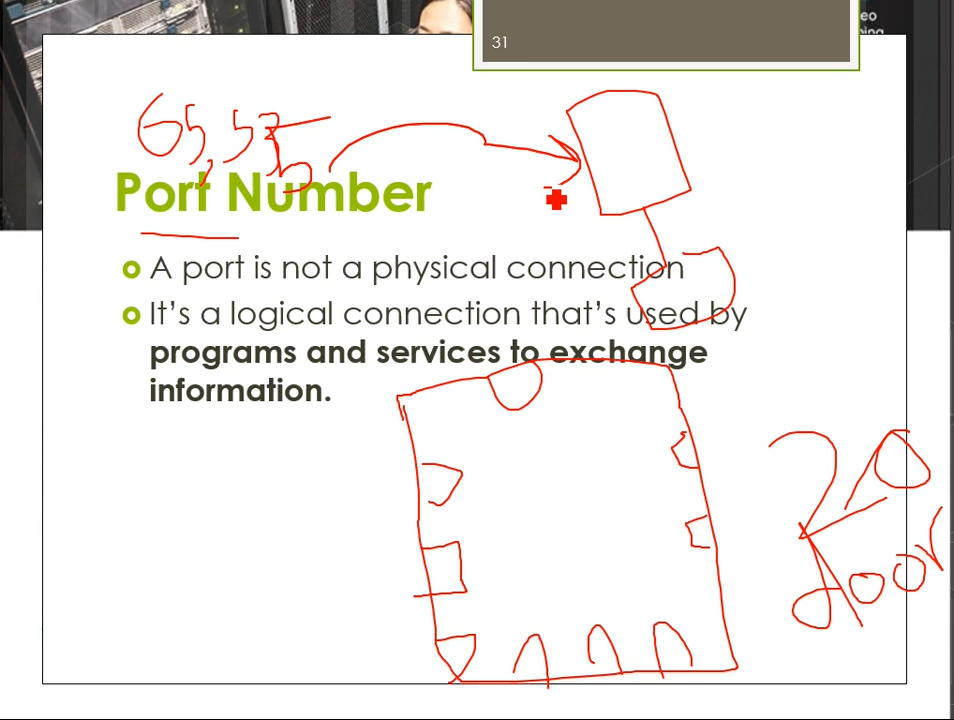 eo
31
65,535
Port Number
A port is not a physical connection
It's a logical connection that's used by
programs and services to exchange
information.
20
door